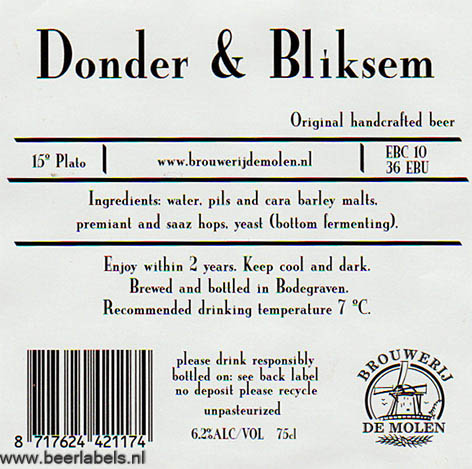 Donder & Bliksem
Original handcrafted beer
15º Plato
www.brouwerijdemolen.nl
EBC 10
36 EBU
Ingredients: water, pils and cara barley malts,
premiant and saaz hops, yeast (bottom fermenting).
Enjoy within 2 years. Keep cool and dark.
Brewed and bottled in Bodegraven.
Recommended drinking temperature 7 ºC.
please drink responsibly
bottled on: see back label
no deposit please recycle
unpasteurized
6.2%ALC/VOL 75cl
8 717624 421174
BROUWERIJ
DE MOLEN
www.beerlabels.nl